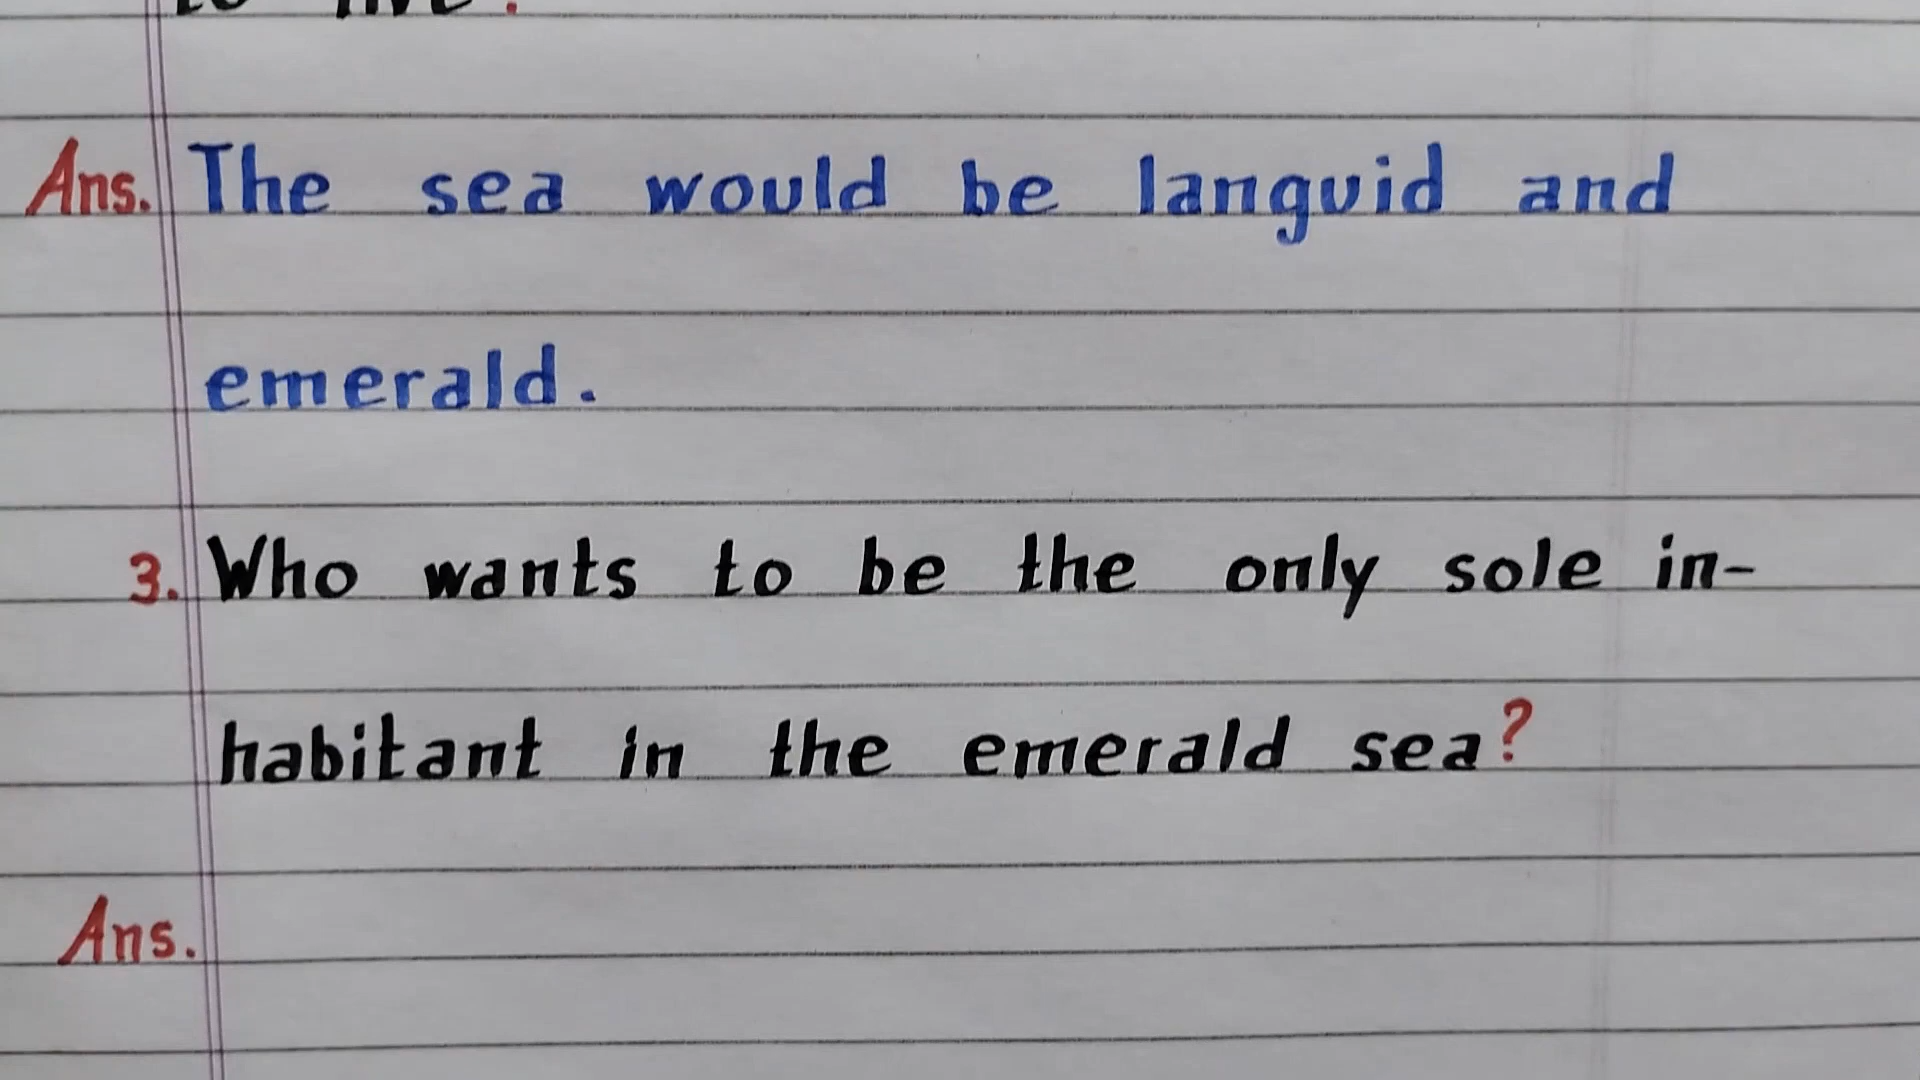 Ans. The sea would be languid and
emerald.
3. Who wants to be the only sole in-
habitant in the emerald sea?
Ans.